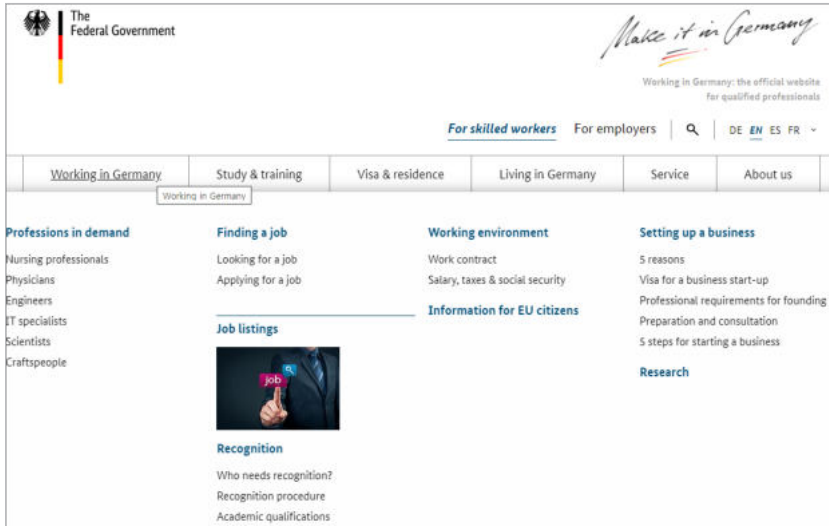 The
Federal Government
Make it in Germany
Working in Germany: the official website
for qualified professionals
For skilled workers For employers DE EN ES FR
Working in Germany Study & training Visa & residence Living in Germany Service About us
Working in Germany
Professions in demand
Nursing professionals
Physicians
Engineers
IT specialists
Scientists
Craftspeople
Finding a job
Looking for a job
Applying for a job
Job listings
job
Recognition
Who needs recognition?
Recognition procedure
Academic qualifications
Working environment
Work contract
Salary, taxes & social security
Information for EU citizens
Setting up a business
5 reasons
Visa for a business start-up
Professional requirements for founding
Preparation and consultation
5 steps for starting a business
Research